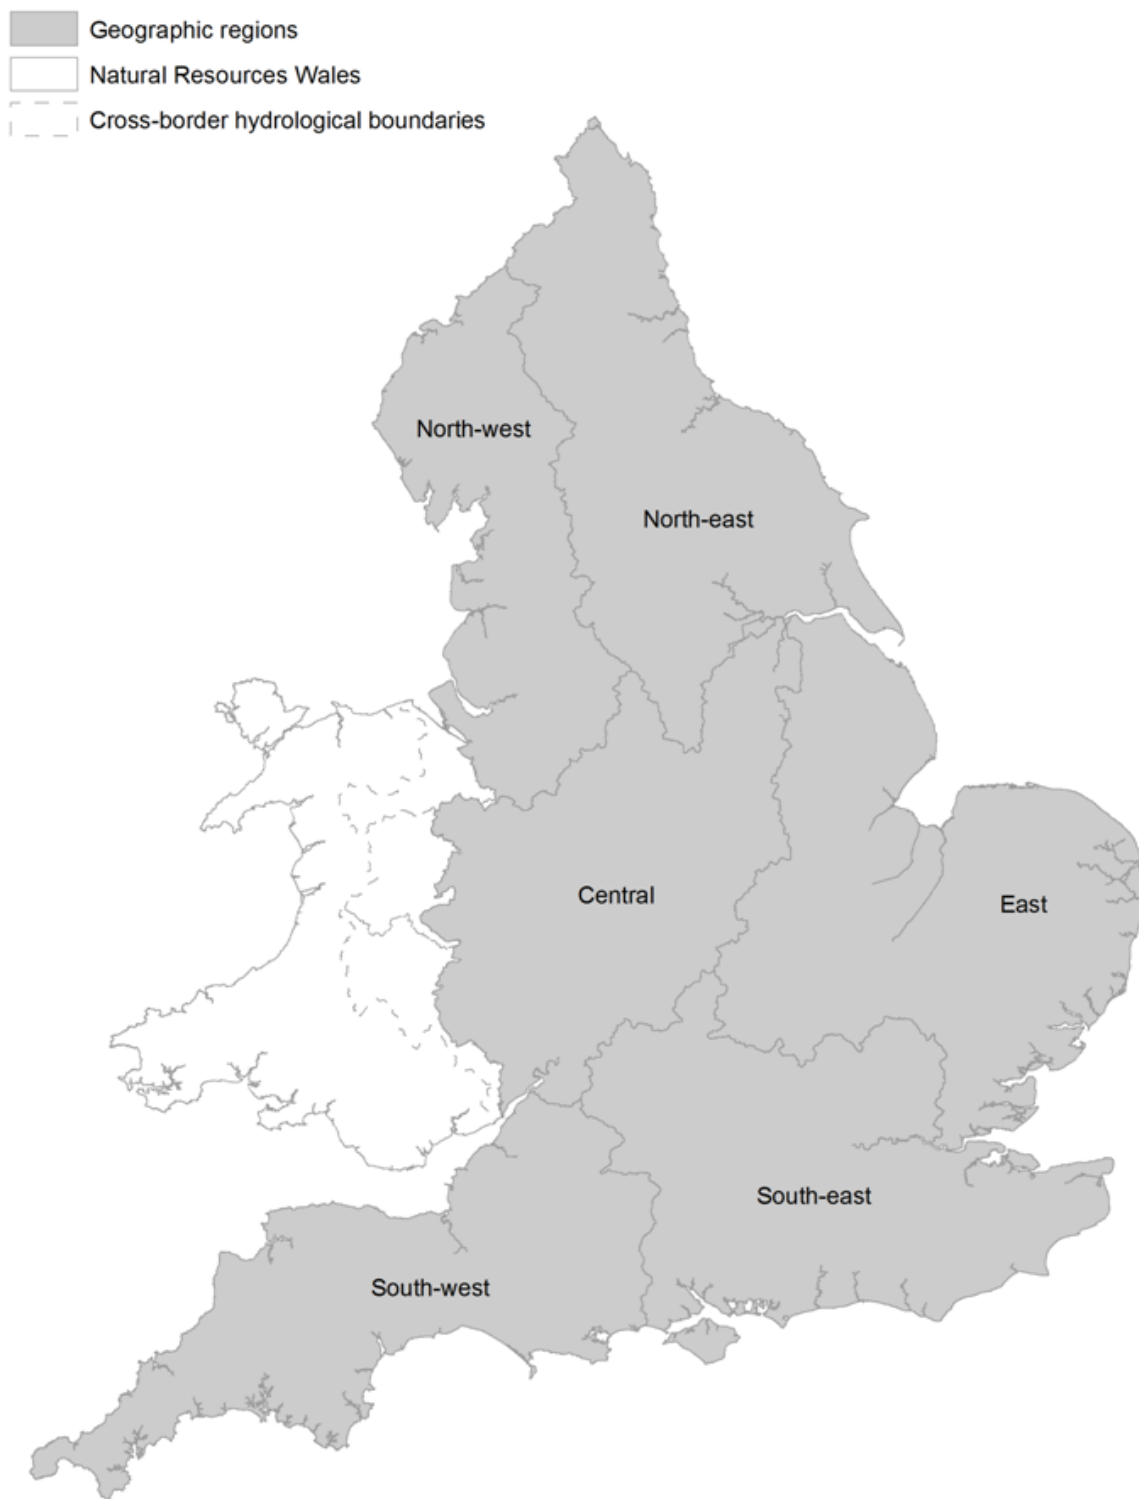 Geographic regions
Natural Resources Wales
Cross-border hydrological boundaries
North-west
North-east
Central
East
South-east
South-west